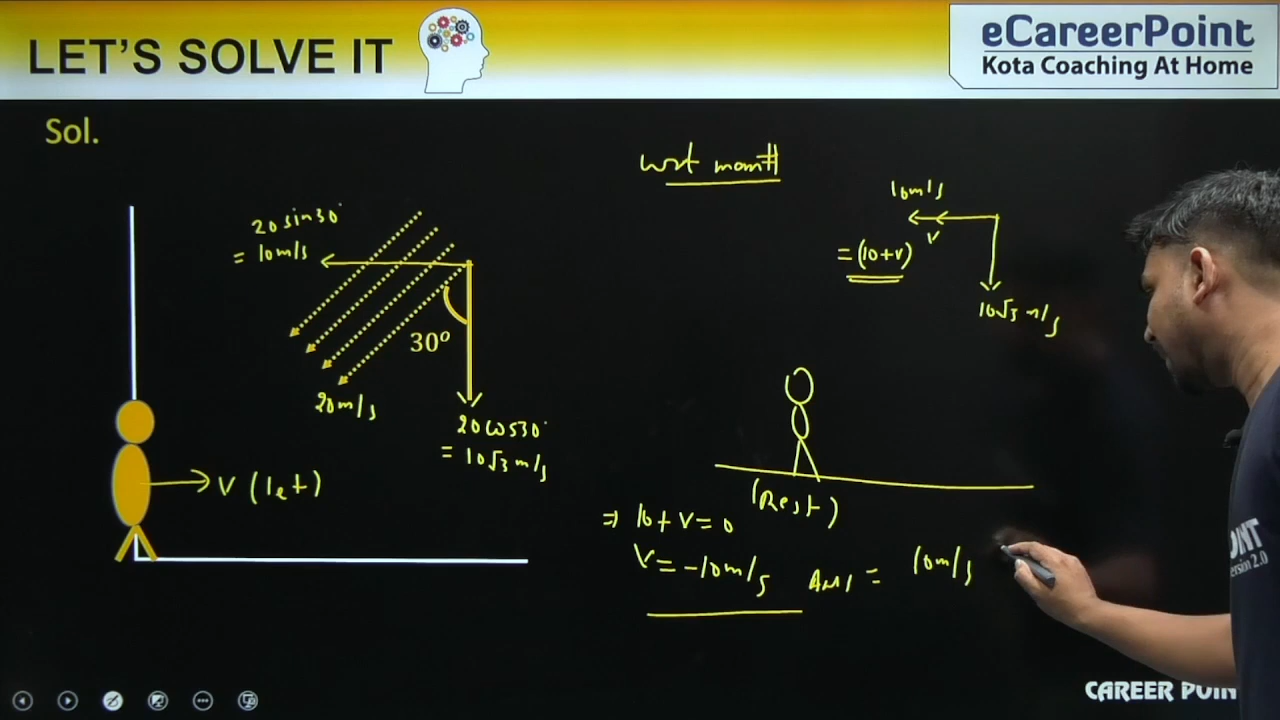 LET'S SOLVE IT
eCareerPoint
Kota Coaching At Home
Sol.
wrt man
20 sin30°
= 10m/s
30°
20m/s
20 cos30°
= 10√3 m/s
V (let)
10m/s
V
= (10+V)
10√3 m/s
(Rest)
⇒ 10 + V = 0
V = -10m/s
Ans = 10m/s
CAREER POIN